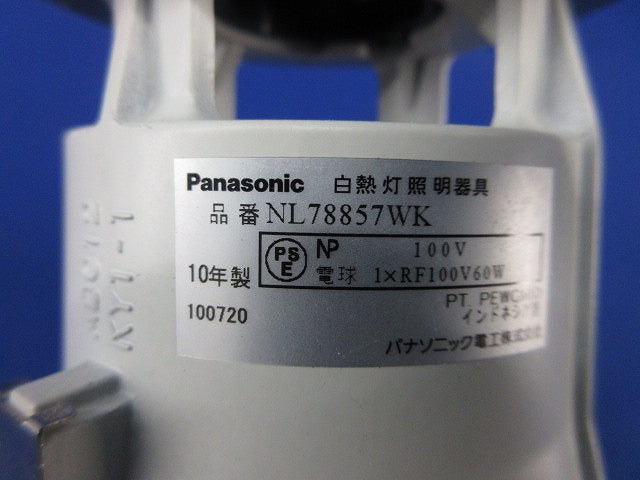 Panasonic 白熱灯照明器具
品番 NL78857WK
PS E NP 100V
10年製 電球 1×RF100V60W
100720
インドネシア製
パナソニック電工株式会社